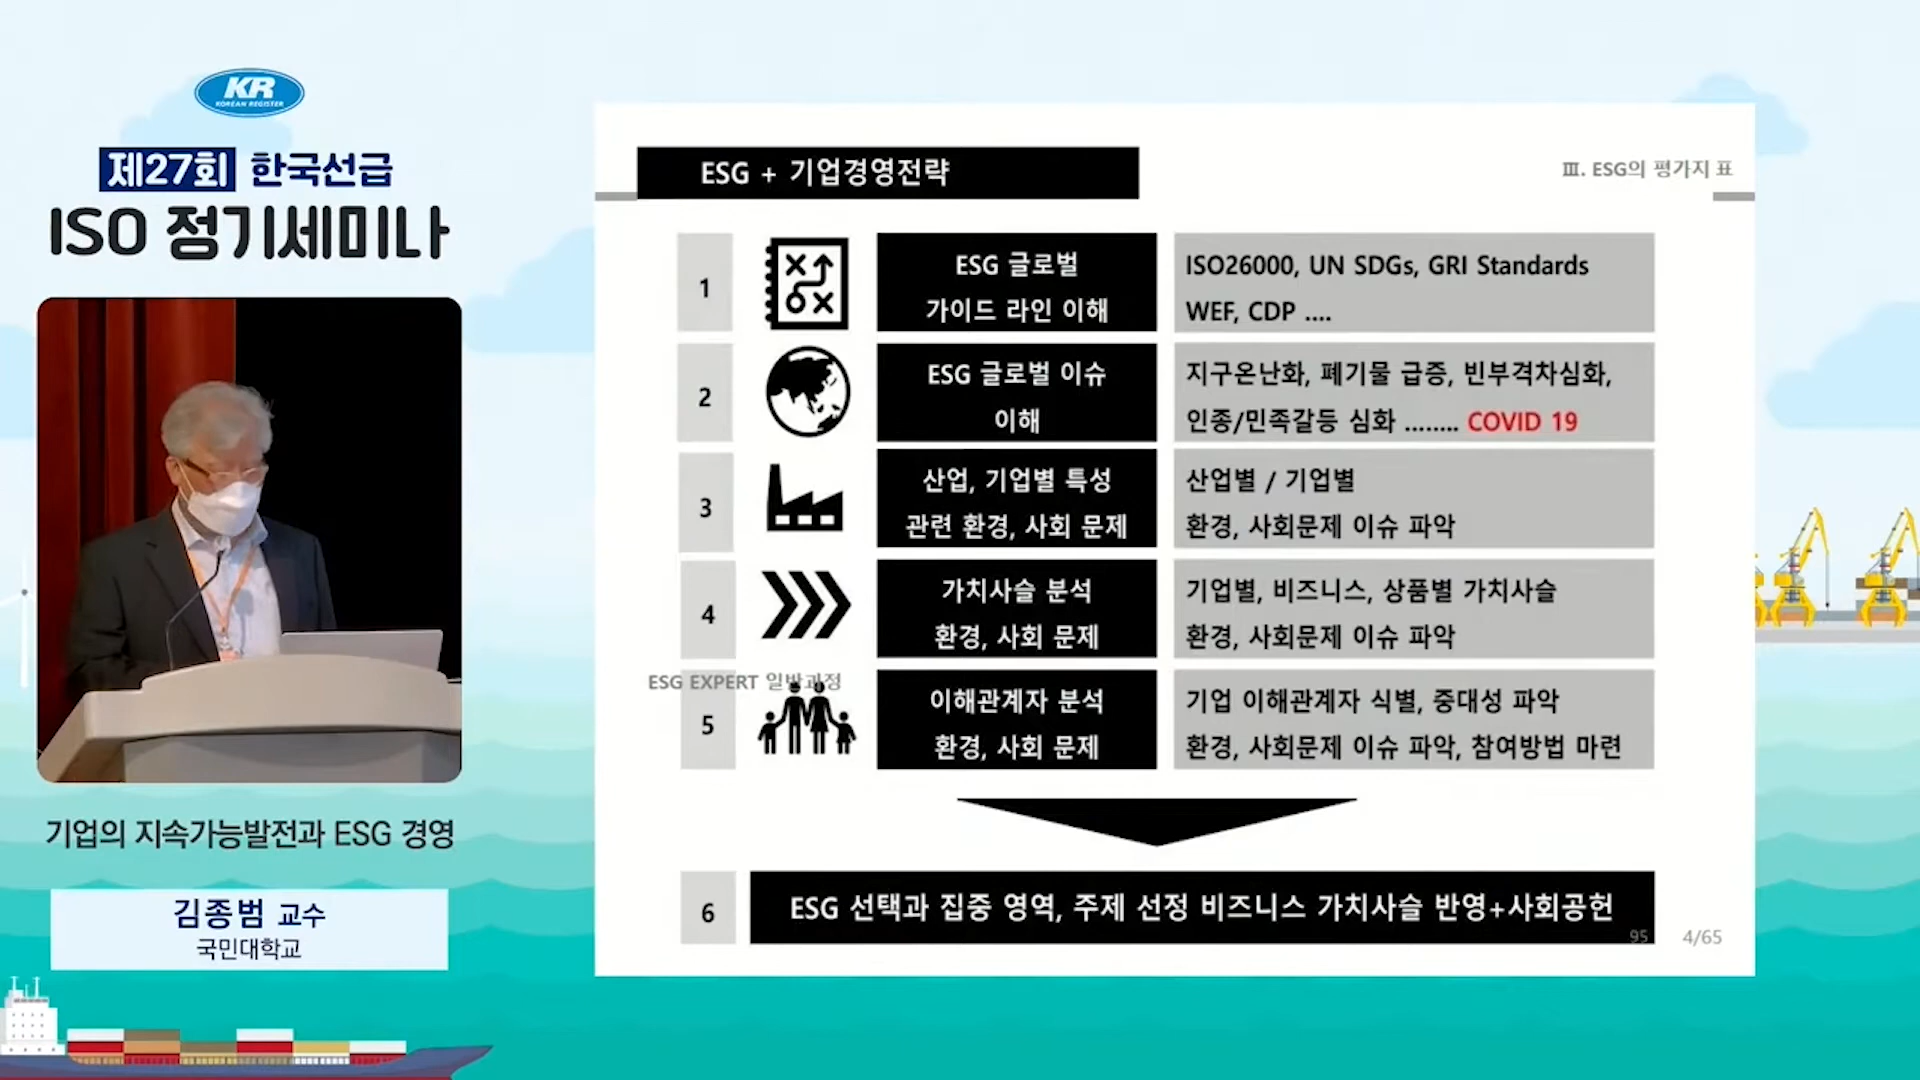 KR
KOREAN REGISTER
제27회 한국선급
ISO 정기세미나
기업의 지속가능발전과 ESG 경영
김종범 교수
국민대학교
ESG + 기업경영전략
Ⅲ. ESG의 평가지 표
1
ESG 글로벌
가이드 라인 이해
ISO26000, UN SDGs, GRI Standards
WEF, CDP ....
2
ESG 글로벌 이슈
이해
지구온난화, 폐기물 급증, 빈부격차심화,
인종/민족갈등 심화 ........ COVID 19
3
산업, 기업별 특성
관련 환경, 사회 문제
산업별 / 기업별
환경, 사회문제 이슈 파악
4
가치사슬 분석
환경, 사회 문제
기업별, 비즈니스, 상품별 가치사슬
환경, 사회문제 이슈 파악
ESG EXPERT 일반과정
5
이해관계자 분석
환경, 사회 문제
기업 이해관계자 식별, 중대성 파악
환경, 사회문제 이슈 파악, 참여방법 마련
6
ESG 선택과 집중 영역, 주제 선정 비즈니스 가치사슬 반영+사회공헌
95
4/65